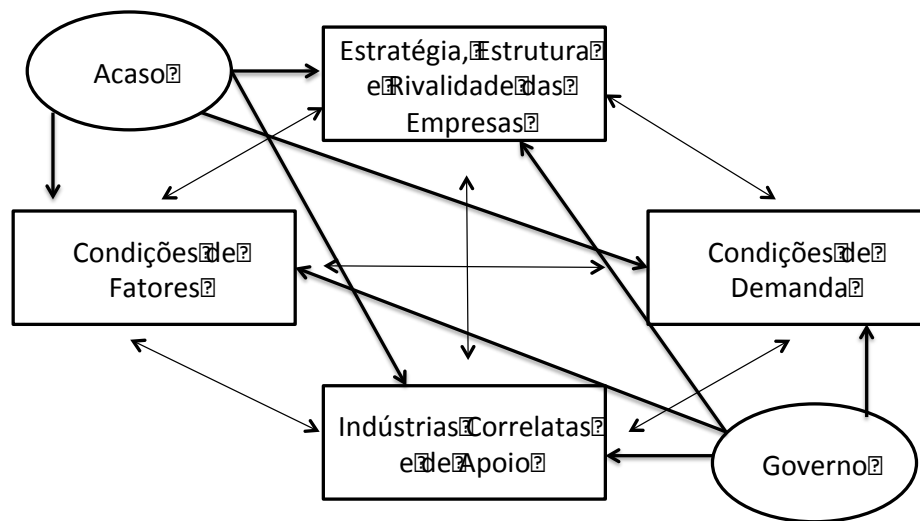 Acaso
Estratégia, Estrutura
e Rivalidade das
Empresas
Condições de
Fatores
Condições de
Demanda
Indústrias Correlatas
e de Apoio
Governo